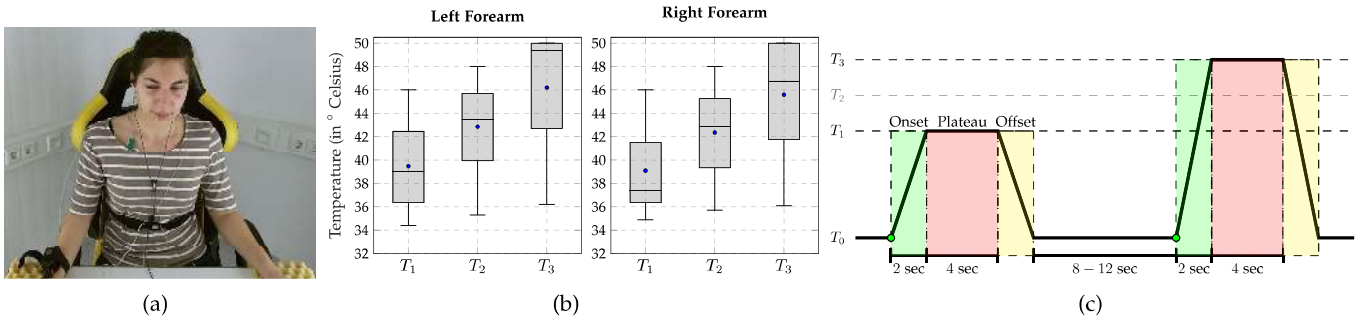 Left Forearm
Right Forearm
Temperature (in ° Celsius)
50
48
46
44
42
40
38
36
34
32
T₁
T₂
T₃
50
48
46
44
42
40
38
36
34
32
T₁
T₂
T₃
T₃
T₂
T₁
T₀
Onset Plateau Offset
2 sec 4 sec 8 − 12 sec 2 sec 4 sec
(a) (b) (c)